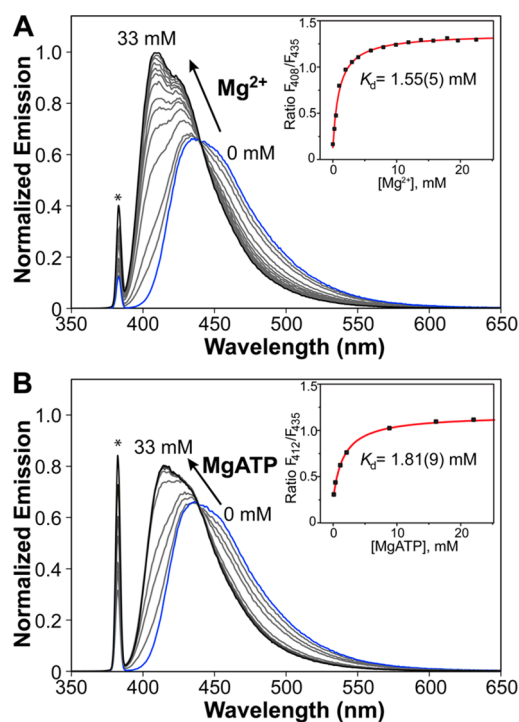 A
33 mM
Mg²⁺
0 mM
*
Normalized Emission
1.0
0.8
0.6
0.4
0.2
0
350 400 450 500 550 600 650
Wavelength (nm)
Ratio F₄₀₈/F₄₃₅
1.5
1.0
0.5
0.0
0 10 20
[Mg²⁺], mM
Kd= 1.55(5) mM
B
33 mM
MgATP
0 mM
*
Normalized Emission
1.0
0.8
0.6
0.4
0.2
0
350 400 450 500 550 600 650
Wavelength (nm)
Ratio F₄₁₂/F₄₃₅
1.5
1.0
0.5
0.0
0 10 20
[MgATP], mM
Kd= 1.81(9) mM